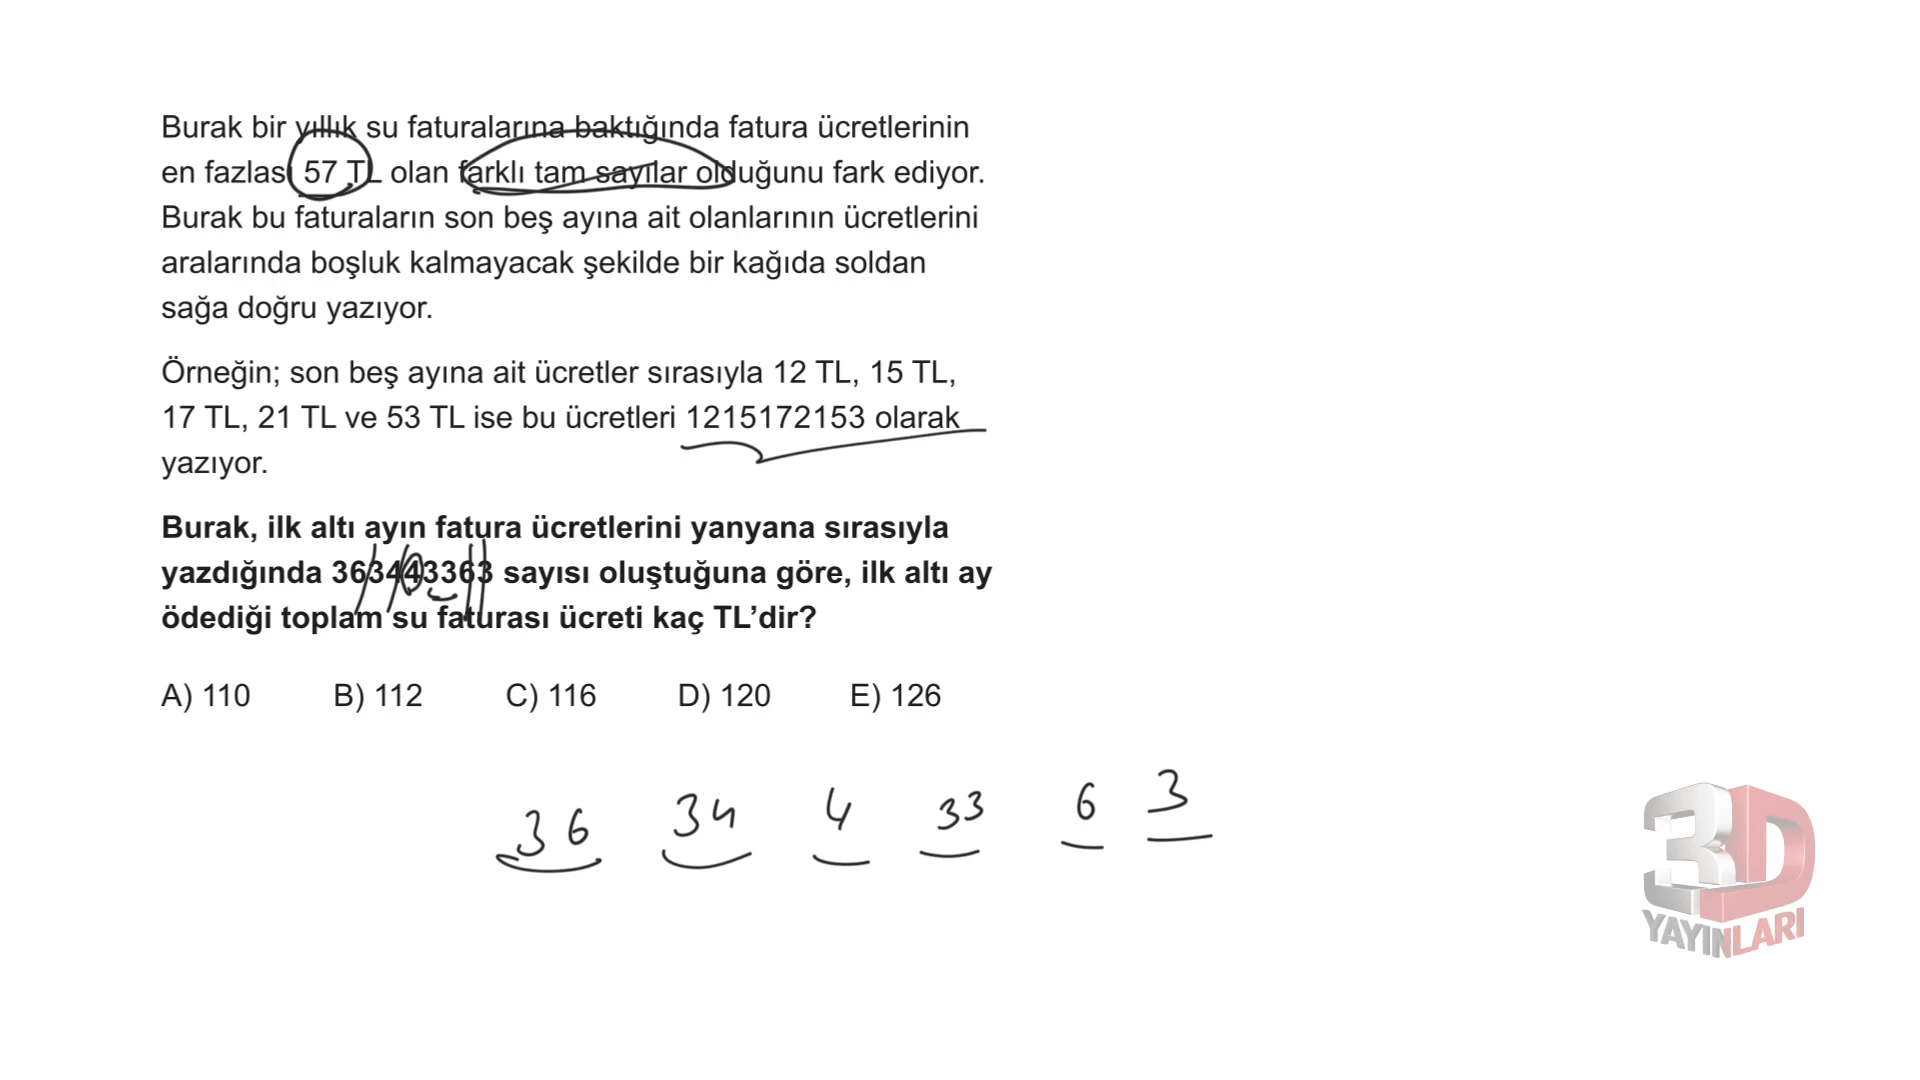 Burak bir yıllık su faturalarına baktığında fatura ücretlerinin
en fazlası 57 TL olan farklı tam sayılar olduğunu fark ediyor.
Burak bu faturaların son beş ayına ait olanlarının ücretlerini
aralarında boşluk kalmayacak şekilde bir kağıda soldan
sağa doğru yazıyor.
Örneğin; son beş ayına ait ücretler sırasıyla 12 TL, 15 TL,
17 TL, 21 TL ve 53 TL ise bu ücretleri 1215172153 olarak
yazıyor.
Burak, ilk altı ayın fatura ücretlerini yanyana sırasıyla
yazdığında 363443363 sayısı oluştuğuna göre, ilk altı ay
ödediği toplam su faturası ücreti kaç TL’dir?
A) 110 B) 112 C) 116 D) 120 E) 126
36 34 4 33 6 3
3D
YAYINLARI